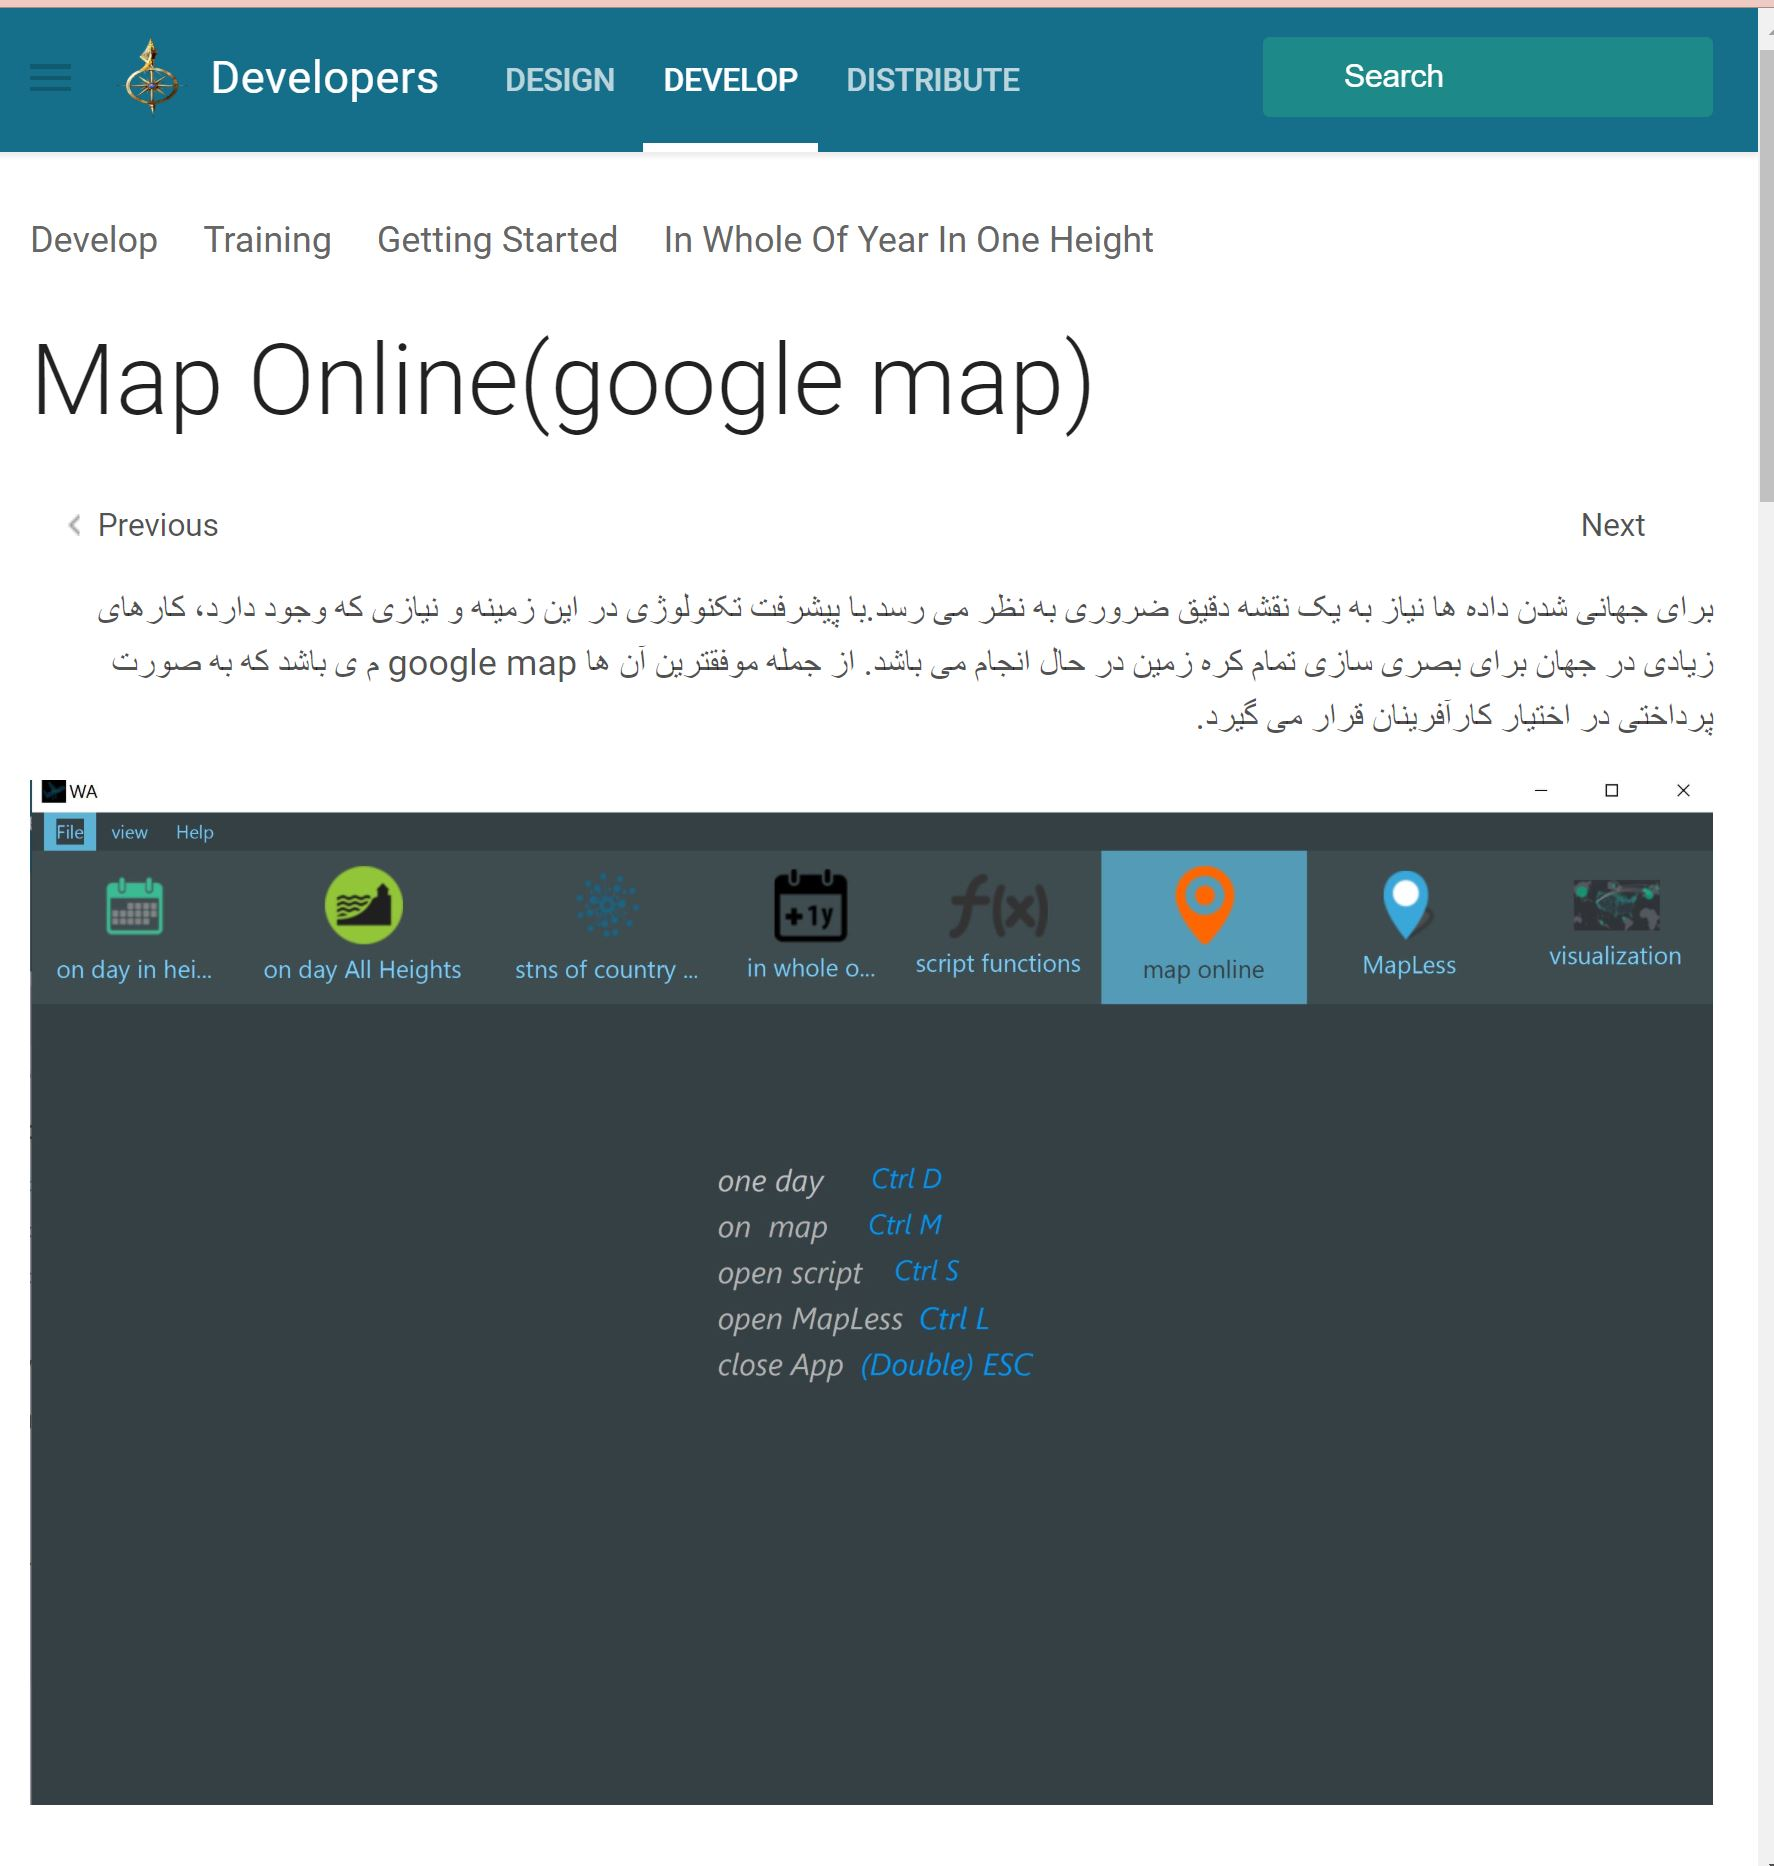 Developers DESIGN DEVELOP DISTRIBUTE Search
Develop Training Getting Started In Whole Of Year In One Height
Map Online(google map)
Previous Next
برای جهانی شدن داده ها نیاز به یک نقشه دقیق ضروری به نظر می رسد.با پیشرفت تکنولوژی در این زمینه و نیازی که وجود دارد، کارهای
زیادی در جهان برای بصری سازی تمام کره زمین در حال انجام می باشد. از جمله موفقترین آن ها google map م ی باشد که به صورت
پرداختی در اختیار کارآفرینان قرار می گیرد.
WA
File view Help
+1y f(x)
on day in hei... on day All Heights stns of country ... in whole o... script functions map online MapLess visualization
one day Ctrl D
on map Ctrl M
open script Ctrl S
open MapLess Ctrl L
close App (Double) ESC